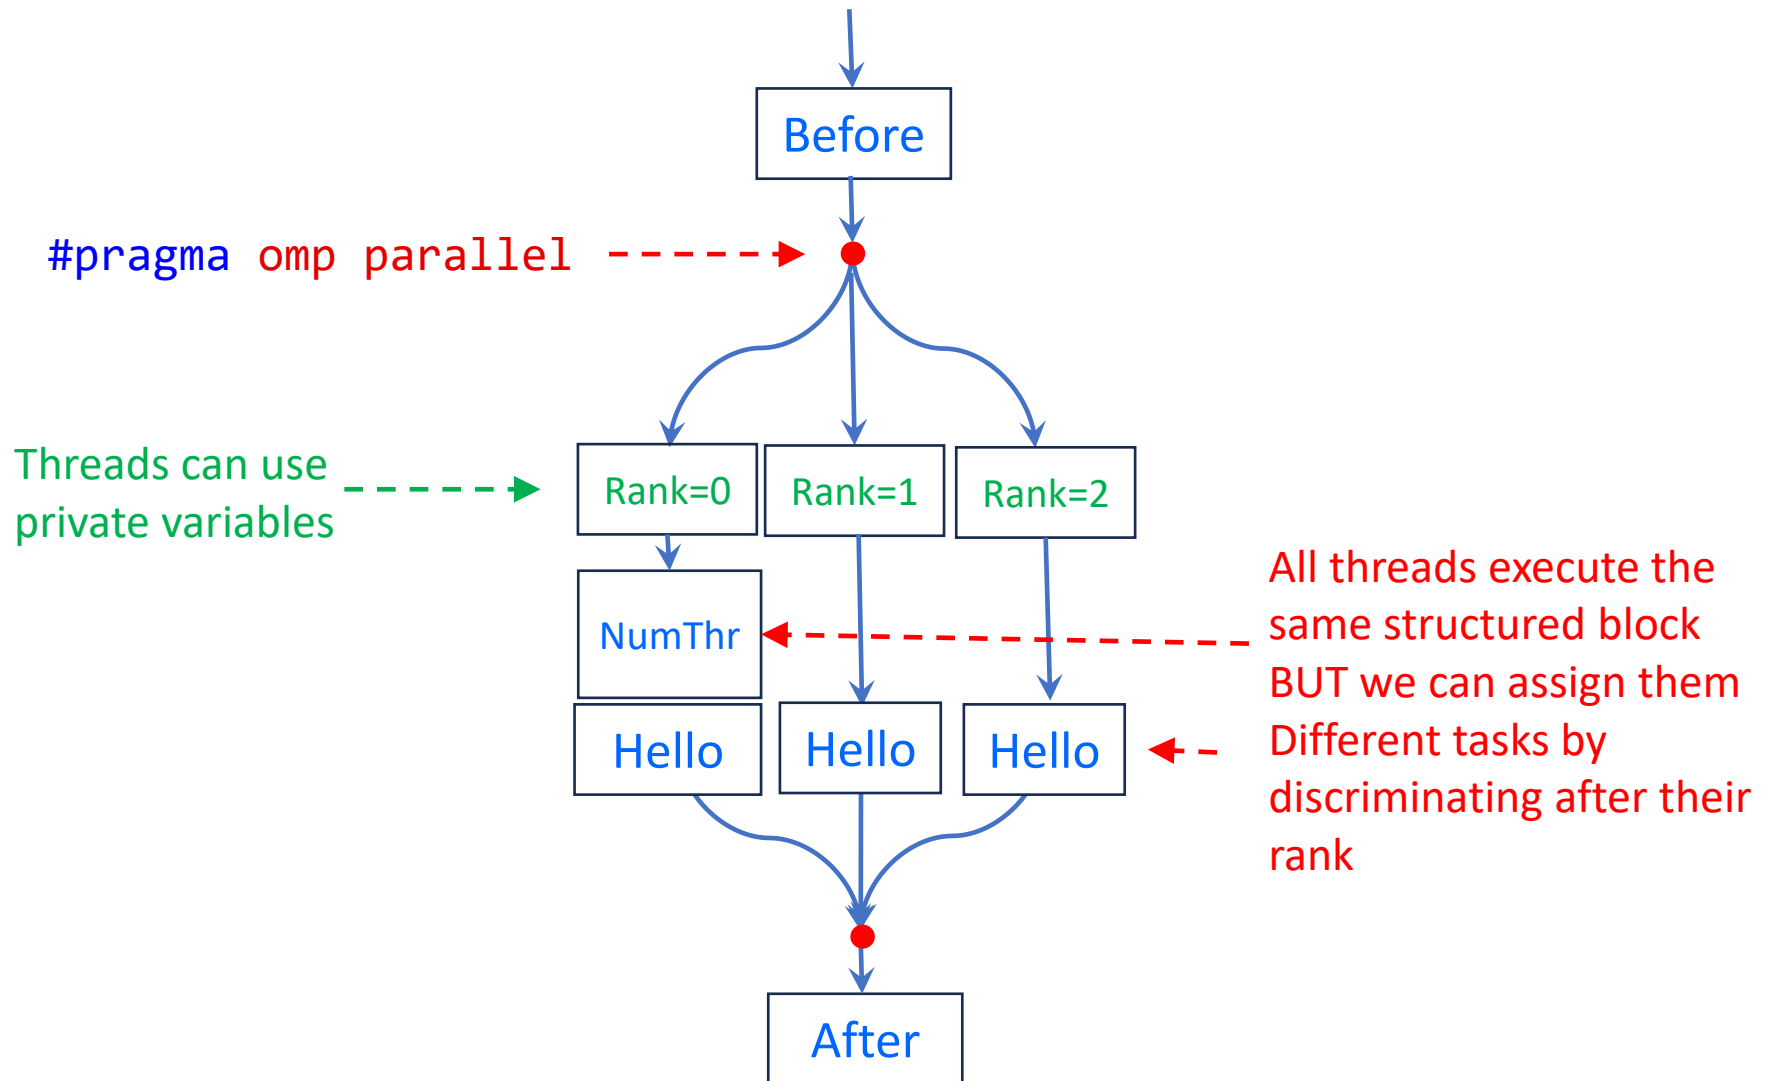 Before
#pragma omp parallel
Threads can use
private variables
Rank=0
Rank=1
Rank=2
NumThr
All threads execute the
same structured block
BUT we can assign them
Different tasks by
discriminating after their
rank
Hello
Hello
Hello
After